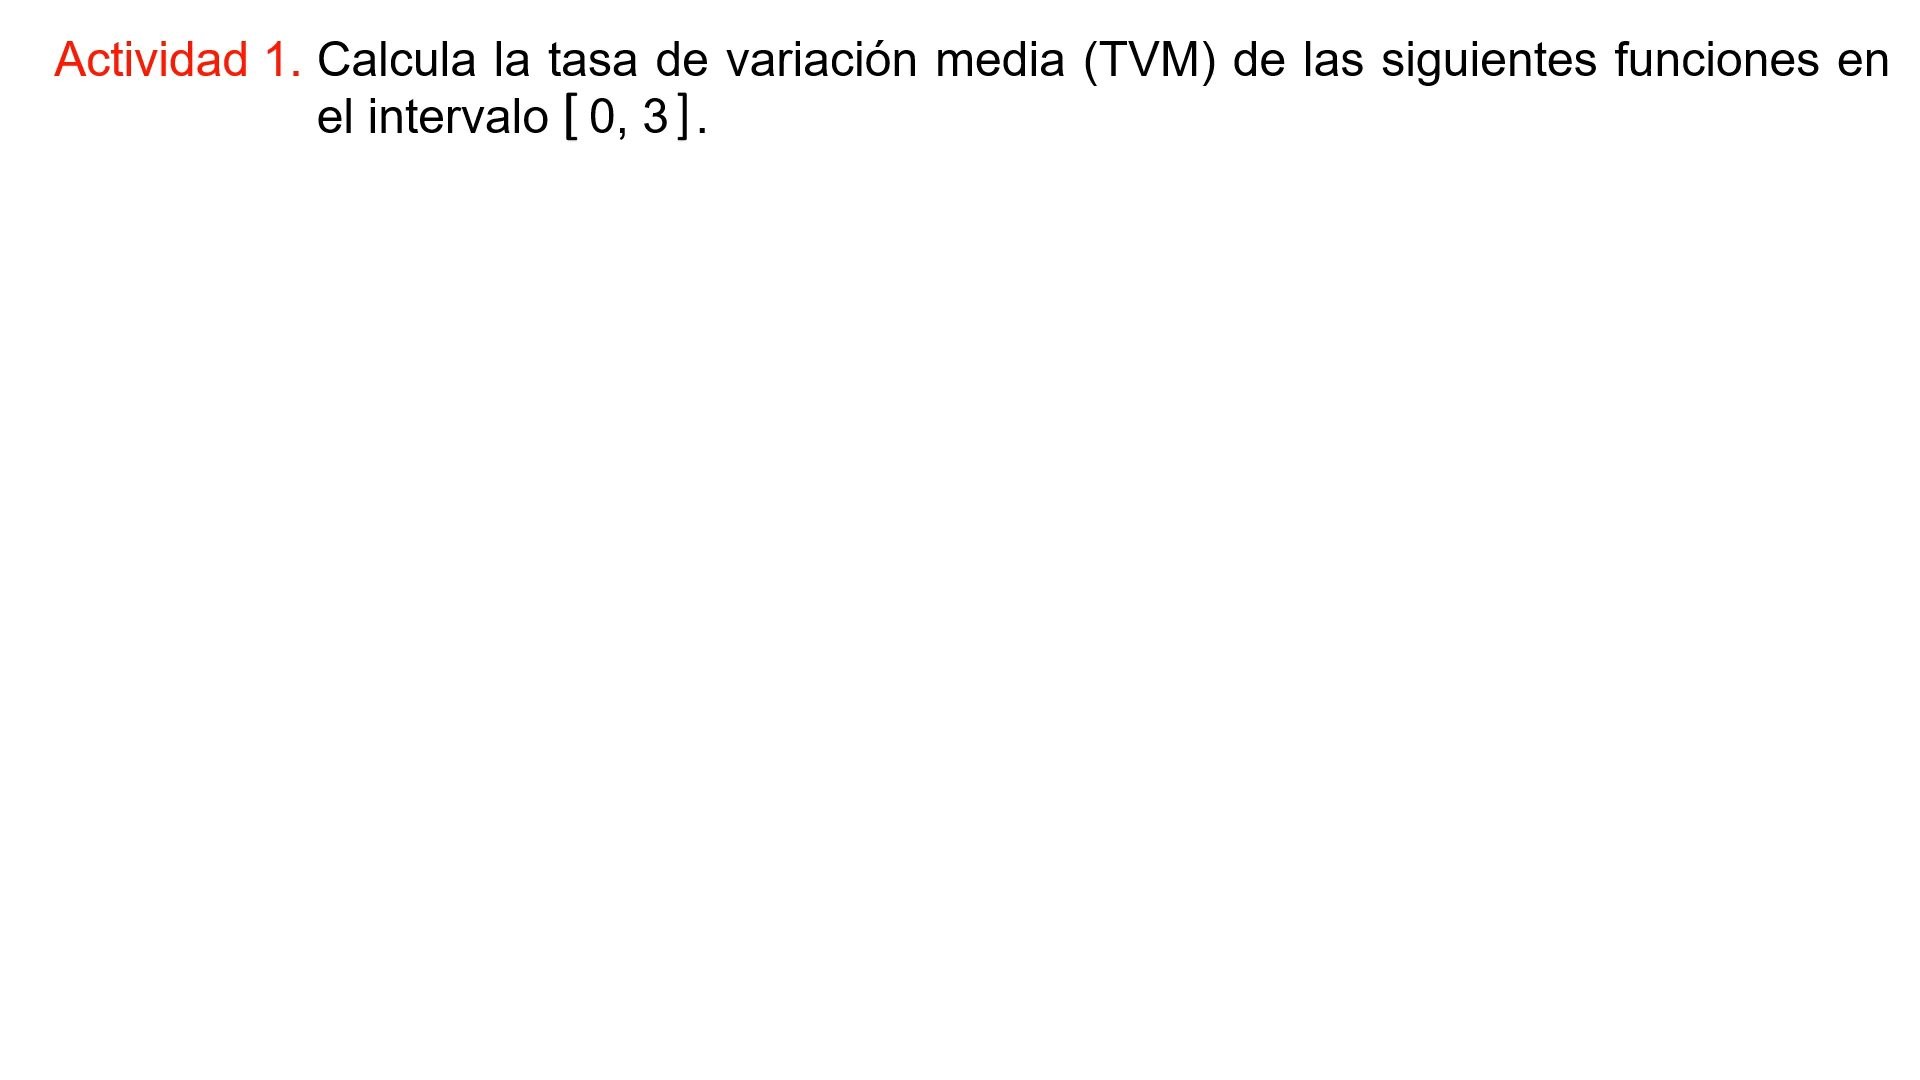 Actividad 1. Calcula la tasa de variación media (TVM) de las siguientes funciones en
el intervalo [ 0, 3 ] .